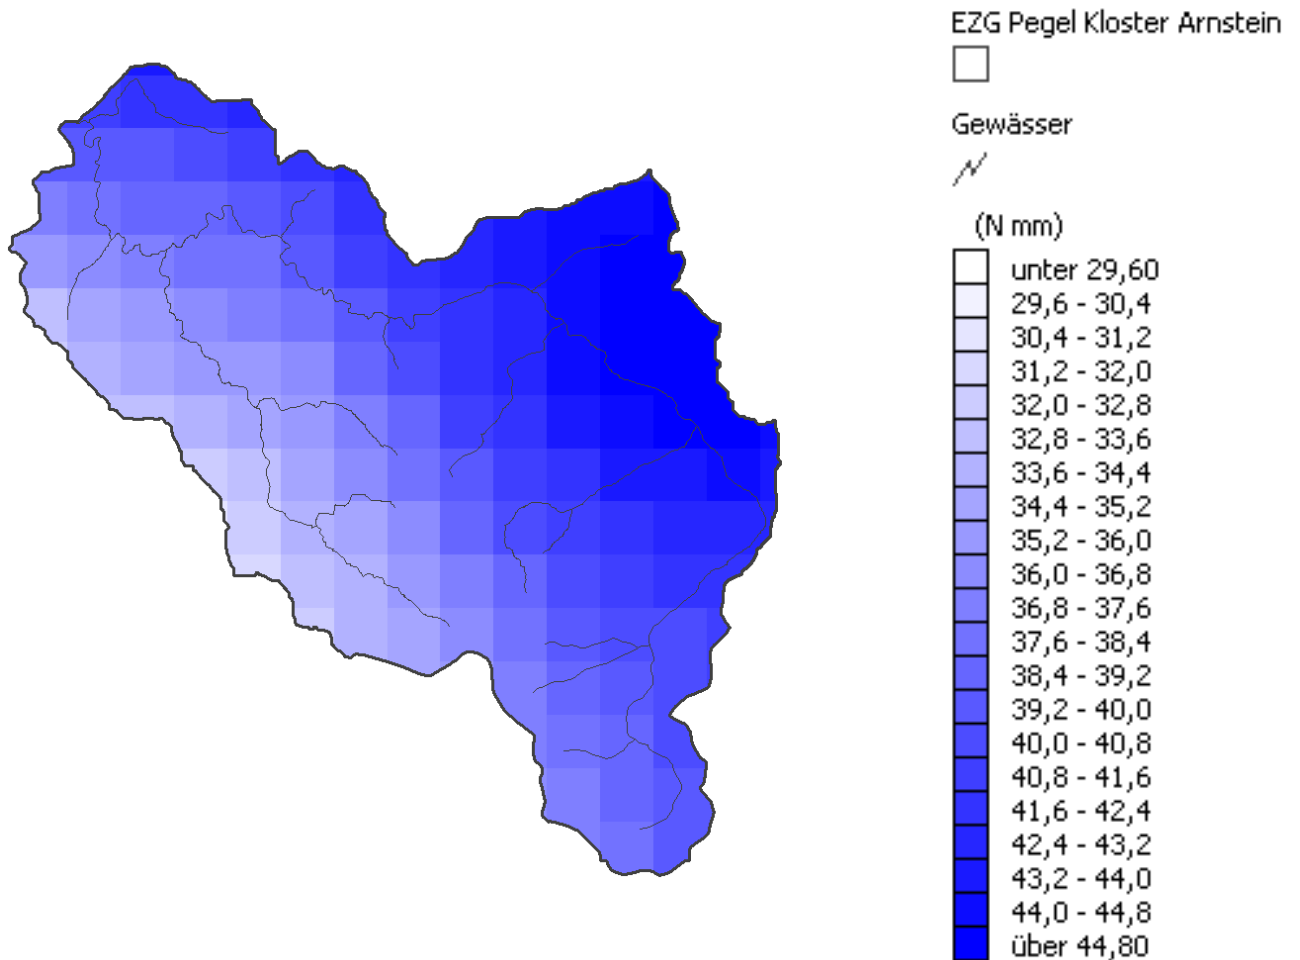 EZG Pegel Kloster Arnstein
Gewässer
(N mm)
unter 29,60
29,6 - 30,4
30,4 - 31,2
31,2 - 32,0
32,0 - 32,8
32,8 - 33,6
33,6 - 34,4
34,4 - 35,2
35,2 - 36,0
36,0 - 36,8
36,8 - 37,6
37,6 - 38,4
38,4 - 39,2
39,2 - 40,0
40,0 - 40,8
40,8 - 41,6
41,6 - 42,4
42,4 - 43,2
43,2 - 44,0
44,0 - 44,8
über 44,80